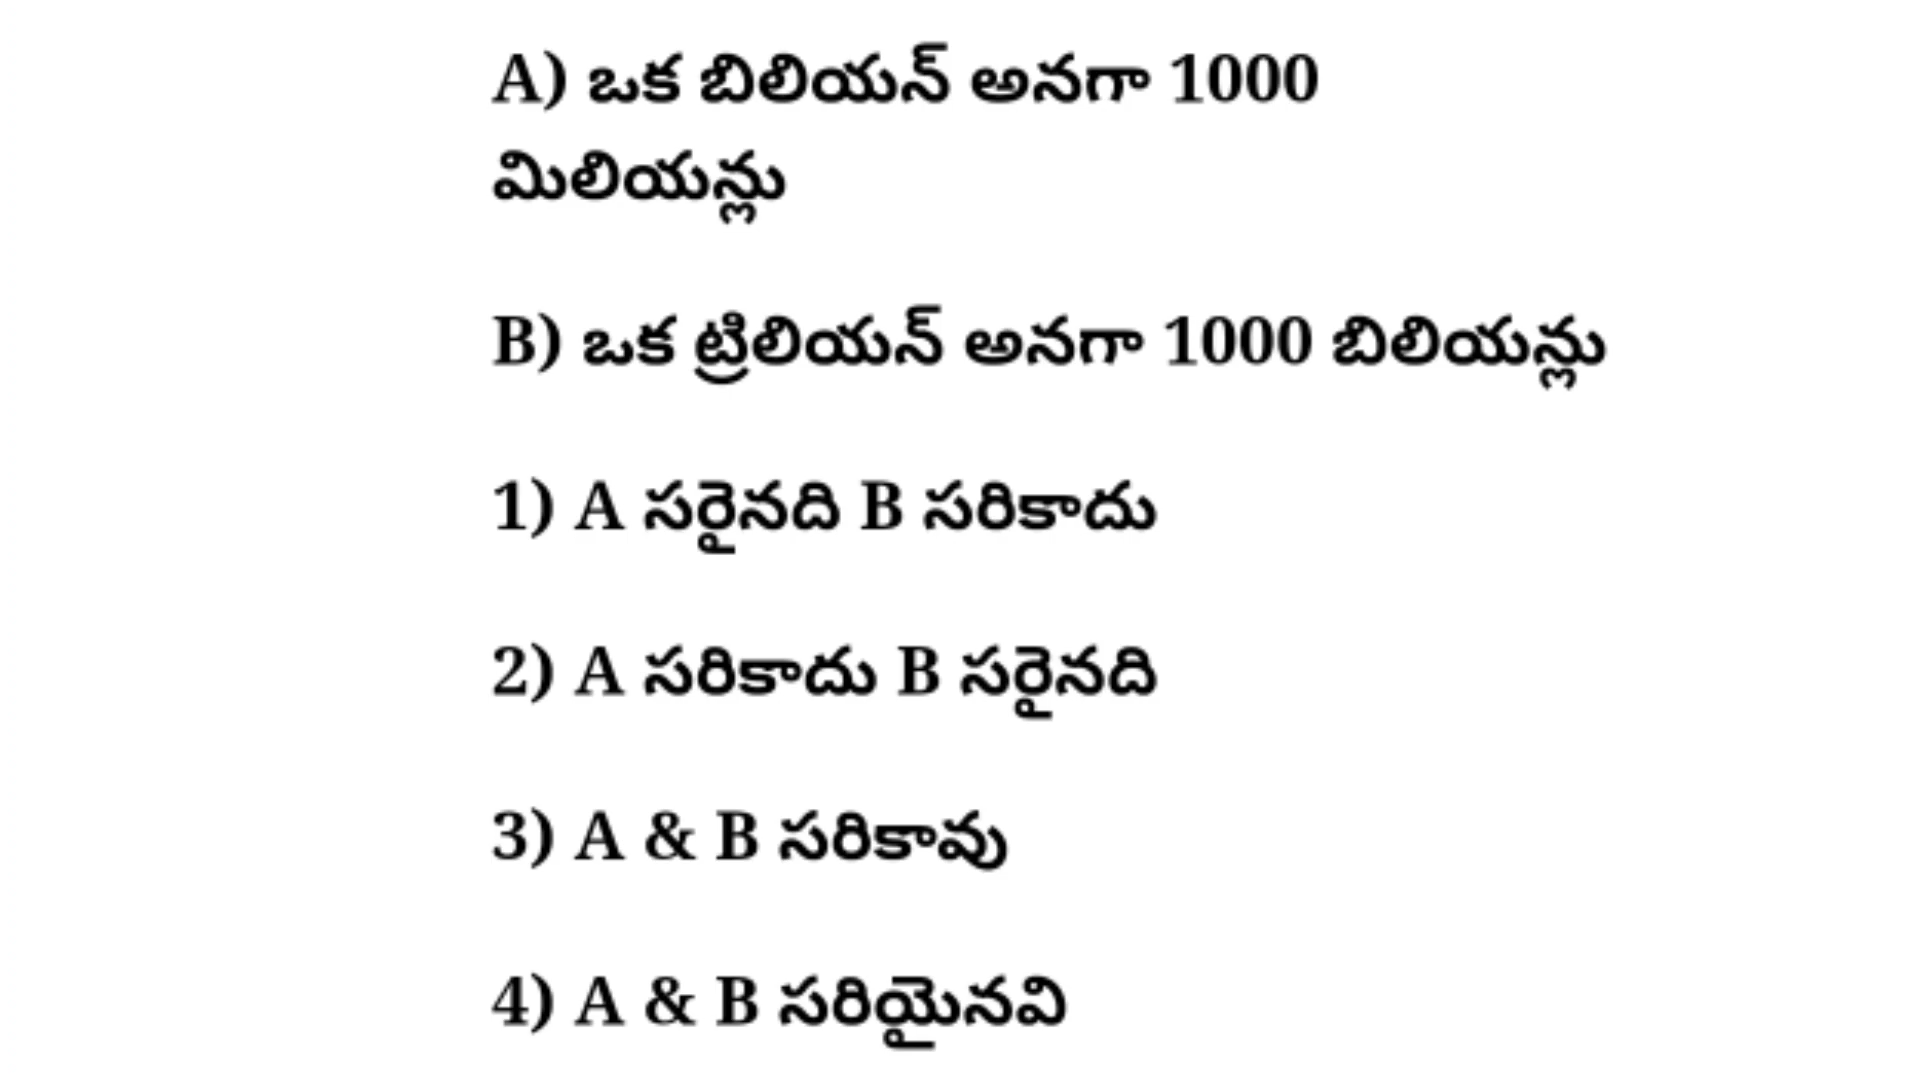 A) ఒక బిలియన్ అనగా 1000
మిలియన్లు
B) ఒక ట్రిలియన్ అనగా 1000 బిలియన్లు
1) A సరైనది B సరికాదు
2) A సరికాదు B సరైనది
3) A & B సరికావు
4) A & B సరియైనవి